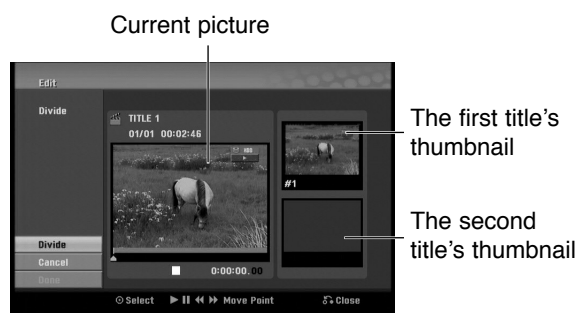 Current picture
Edit
Divide
TITLE 1
01/01 00:02:46
#1
The first title's
thumbnail
The second
title's thumbnail
Divide
Cancel
Done
0:00:00.00
Select Move Point Close